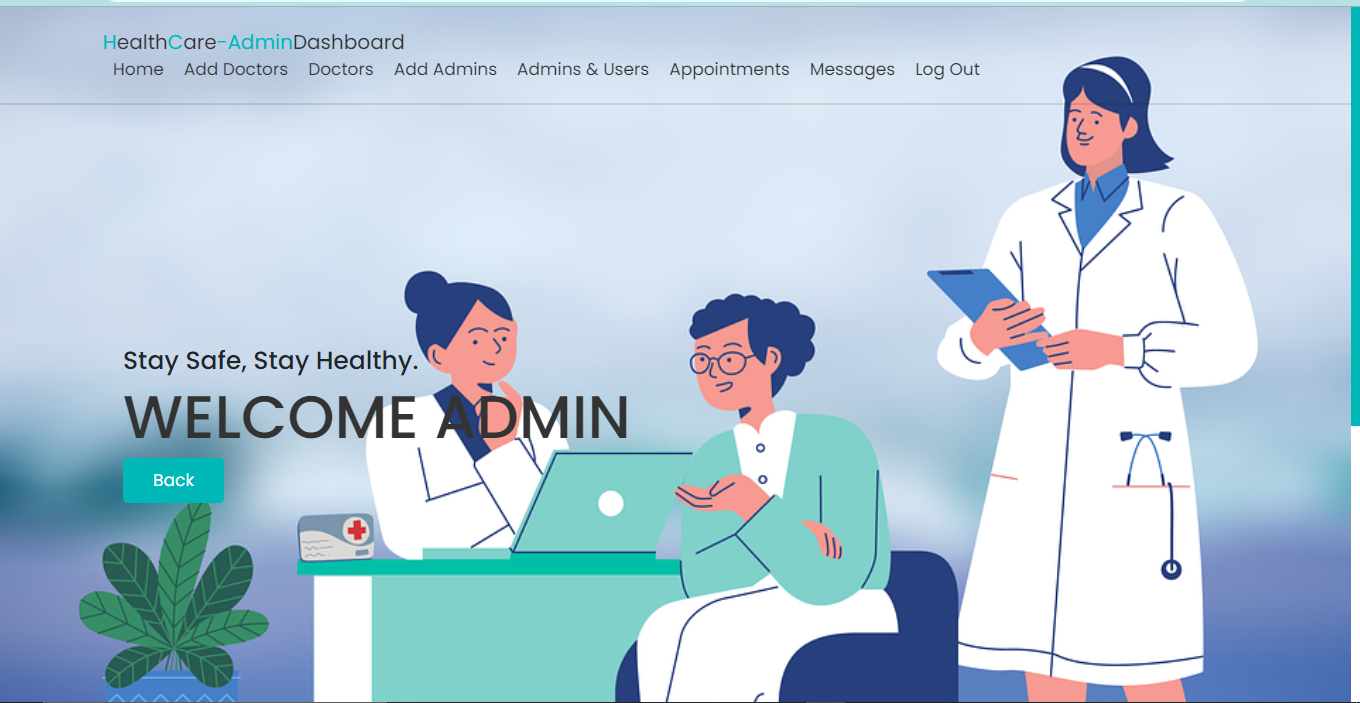 HealthCare-AdminDashboard
Home Add Doctors Doctors Add Admins Admins & Users Appointments Messages Log Out
Stay Safe, Stay Healthy.
WELCOME ADMIN
Back